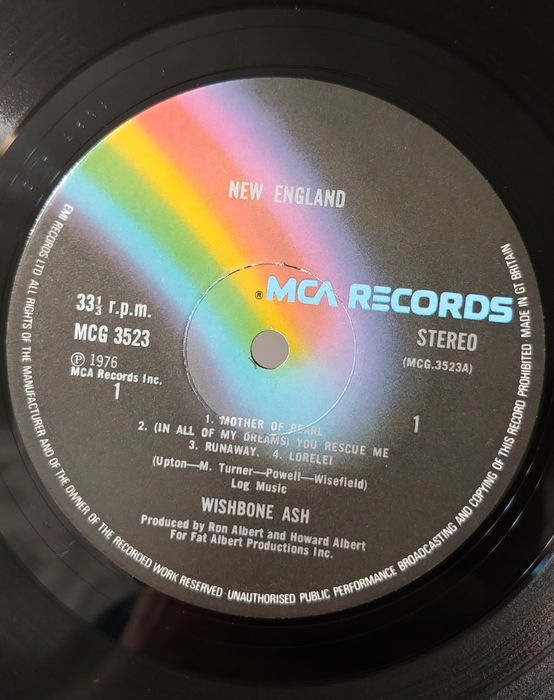 NEW ENGLAND
® MCA RECORDS
33⅓ r.p.m.
MCG 3523
Ⓟ 1976
MCA Records Inc.
1
STEREO
(MCG.3523A)
1
1. MOTHER OF PEARL
2. (IN ALL OF MY DREAMS) YOU RESCUE ME
3. RUNAWAY. 4. LORELEI
(Upton—M. Turner—Powell—Wisefield)
Log Music
WISHBONE ASH
Produced by Ron Albert and Howard Albert
For Fat Albert Productions Inc.
EMI RECORDS LTD ALL RIGHTS OF THE MANUFACTURER AND OF THE OWNER OF THE RECORDED WORK RESERVED·UNAUTHORISED PUBLIC PERFORMANCE BROADCASTING AND COPYING OF THIS RECORD PROHIBITED MADE IN GT BRITAIN